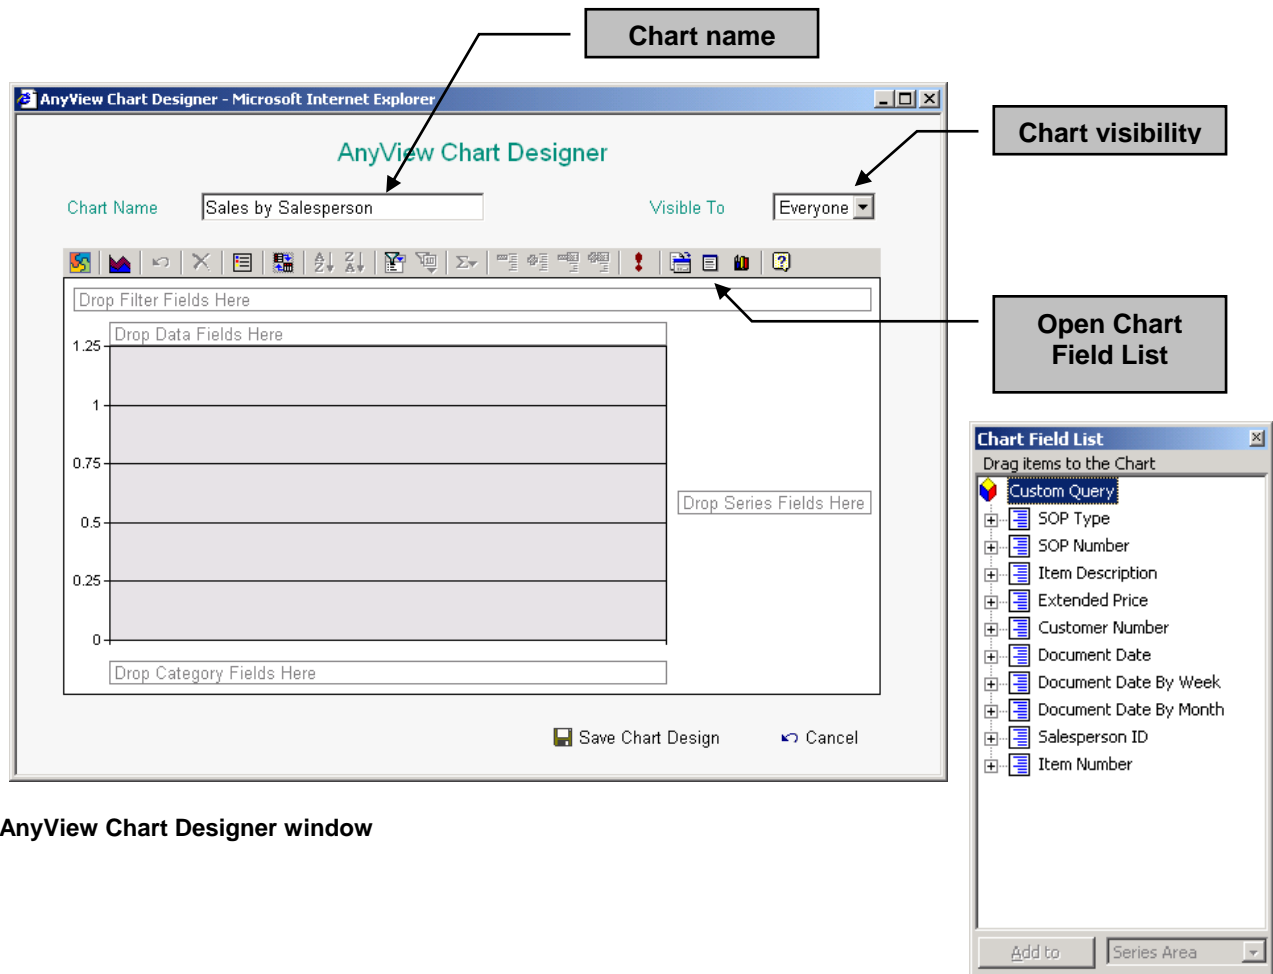 Chart name
AnyView Chart Designer - Microsoft Internet Explorer
Chart visibility
AnyView Chart Designer
Chart Name
Sales by Salesperson
Visible To
Everyone
Drop Filter Fields Here
Open Chart
Field List
Drop Data Fields Here
1.25
1
0.75
0.5
0.25
0
Drop Series Fields Here
Drop Category Fields Here
Save Chart Design
Cancel
Chart Field List
Drag items to the Chart
Custom Query
SOP Type
SOP Number
Item Description
Extended Price
Customer Number
Document Date
Document Date By Week
Document Date By Month
Salesperson ID
Item Number
Add to
Series Area
AnyView Chart Designer window